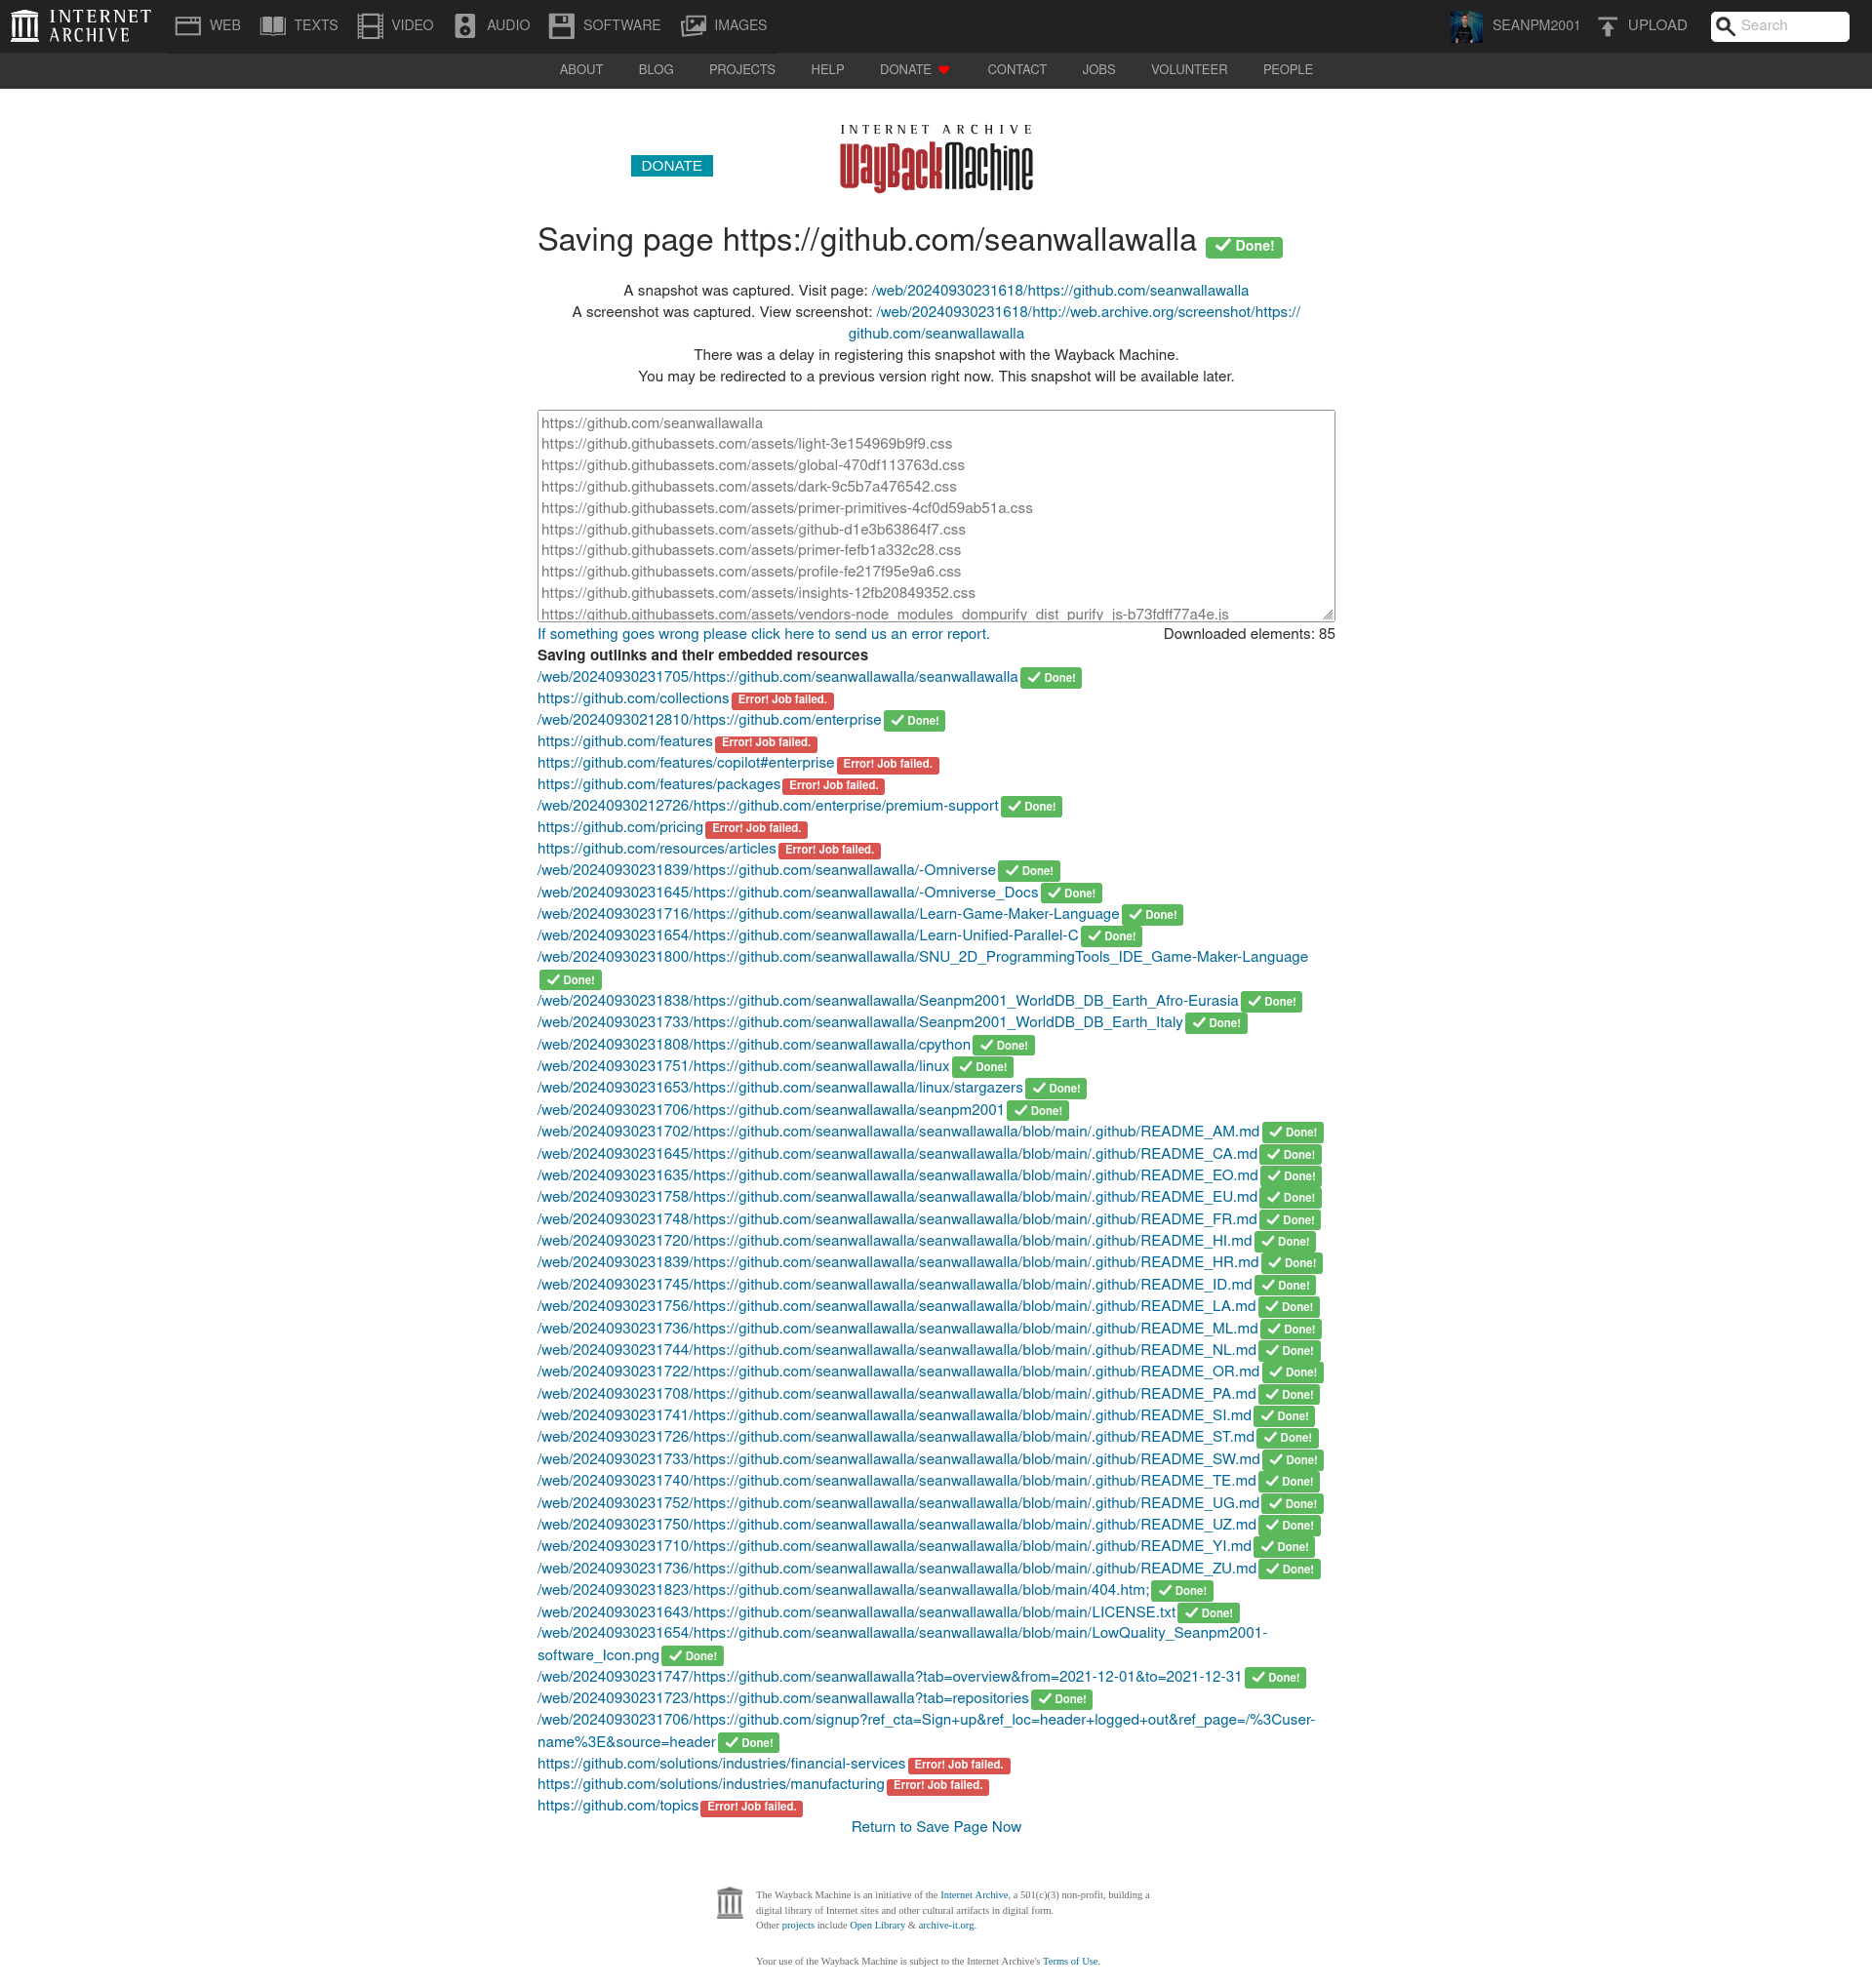 INTERNET ARCHIVE
WEB
TEXTS
VIDEO
AUDIO
SOFTWARE
IMAGES
SEANPM2001
UPLOAD
Search
ABOUT
BLOG
PROJECTS
HELP
DONATE
CONTACT
JOBS
VOLUNTEER
PEOPLE
DONATE
INTERNET ARCHIVE
WayBackMachine
Saving page https://github.com/seanwallawalla Done!
A snapshot was captured. Visit page: /web/20240930231618/https://github.com/seanwallawalla
A screenshot was captured. View screenshot: /web/20240930231618/http://web.archive.org/screenshot/https://
github.com/seanwallawalla
There was a delay in registering this snapshot with the Wayback Machine.
You may be redirected to a previous version right now. This snapshot will be available later.
https://github.com/seanwallawalla
https://github.githubassets.com/assets/light-3e154969b9f9.css
https://github.githubassets.com/assets/global-470df113763d.css
https://github.githubassets.com/assets/dark-9c5b7a476542.css
https://github.githubassets.com/assets/primer-primitives-4cf0d59ab51a.css
https://github.githubassets.com/assets/github-d1e3b63864f7.css
https://github.githubassets.com/assets/primer-fefb1a332c28.css
https://github.githubassets.com/assets/profile-fe217f95e9a6.css
https://github.githubassets.com/assets/insights-12fb20849352.css
https://github.githubassets.com/assets/vendors-node_modules_dompurify_dist_purify_js-b73fdff77a4e.js
If something goes wrong please click here to send us an error report. Downloaded elements: 85
Saving outlinks and their embedded resources
/web/20240930231705/https://github.com/seanwallawalla/seanwallawalla Done!
https://github.com/collections Error! Job failed.
/web/20240930212810/https://github.com/enterprise Done!
https://github.com/features Error! Job failed.
https://github.com/features/copilot#enterprise Error! Job failed.
https://github.com/features/packages Error! Job failed.
/web/20240930212726/https://github.com/enterprise/premium-support Done!
https://github.com/pricing Error! Job failed.
https://github.com/resources/articles Error! Job failed.
/web/20240930231839/https://github.com/seanwallawalla/-Omniverse Done!
/web/20240930231645/https://github.com/seanwallawalla/-Omniverse_Docs Done!
/web/20240930231716/https://github.com/seanwallawalla/Learn-Game-Maker-Language Done!
/web/20240930231654/https://github.com/seanwallawalla/Learn-Unified-Parallel-C Done!
/web/20240930231800/https://github.com/seanwallawalla/SNU_2D_ProgrammingTools_IDE_Game-Maker-Language
Done!
/web/20240930231838/https://github.com/seanwallawalla/Seanpm2001_WorldDB_DB_Earth_Afro-Eurasia Done!
/web/20240930231733/https://github.com/seanwallawalla/Seanpm2001_WorldDB_DB_Earth_Italy Done!
/web/20240930231808/https://github.com/seanwallawalla/cpython Done!
/web/20240930231751/https://github.com/seanwallawalla/linux Done!
/web/20240930231653/https://github.com/seanwallawalla/linux/stargazers Done!
/web/20240930231706/https://github.com/seanwallawalla/seanpm2001 Done!
/web/20240930231702/https://github.com/seanwallawalla/seanwallawalla/blob/main/.github/README_AM.md Done!
/web/20240930231645/https://github.com/seanwallawalla/seanwallawalla/blob/main/.github/README_CA.md Done!
/web/20240930231635/https://github.com/seanwallawalla/seanwallawalla/blob/main/.github/README_EO.md Done!
/web/20240930231758/https://github.com/seanwallawalla/seanwallawalla/blob/main/.github/README_EU.md Done!
/web/20240930231748/https://github.com/seanwallawalla/seanwallawalla/blob/main/.github/README_FR.md Done!
/web/20240930231720/https://github.com/seanwallawalla/seanwallawalla/blob/main/.github/README_HI.md Done!
/web/20240930231839/https://github.com/seanwallawalla/seanwallawalla/blob/main/.github/README_HR.md Done!
/web/20240930231745/https://github.com/seanwallawalla/seanwallawalla/blob/main/.github/README_ID.md Done!
/web/20240930231756/https://github.com/seanwallawalla/seanwallawalla/blob/main/.github/README_LA.md Done!
/web/20240930231736/https://github.com/seanwallawalla/seanwallawalla/blob/main/.github/README_ML.md Done!
/web/20240930231744/https://github.com/seanwallawalla/seanwallawalla/blob/main/.github/README_NL.md Done!
/web/20240930231722/https://github.com/seanwallawalla/seanwallawalla/blob/main/.github/README_OR.md Done!
/web/20240930231708/https://github.com/seanwallawalla/seanwallawalla/blob/main/.github/README_PA.md Done!
/web/20240930231741/https://github.com/seanwallawalla/seanwallawalla/blob/main/.github/README_SI.md Done!
/web/20240930231726/https://github.com/seanwallawalla/seanwallawalla/blob/main/.github/README_ST.md Done!
/web/20240930231733/https://github.com/seanwallawalla/seanwallawalla/blob/main/.github/README_SW.md Done!
/web/20240930231740/https://github.com/seanwallawalla/seanwallawalla/blob/main/.github/README_TE.md Done!
/web/20240930231752/https://github.com/seanwallawalla/seanwallawalla/blob/main/.github/README_UG.md Done!
/web/20240930231750/https://github.com/seanwallawalla/seanwallawalla/blob/main/.github/README_UZ.md Done!
/web/20240930231710/https://github.com/seanwallawalla/seanwallawalla/blob/main/.github/README_YI.md Done!
/web/20240930231736/https://github.com/seanwallawalla/seanwallawalla/blob/main/.github/README_ZU.md Done!
/web/20240930231823/https://github.com/seanwallawalla/seanwallawalla/blob/main/404.htm; Done!
/web/20240930231643/https://github.com/seanwallawalla/seanwallawalla/blob/main/LICENSE.txt Done!
/web/20240930231654/https://github.com/seanwallawalla/seanwallawalla/blob/main/LowQuality_Seanpm2001-
software_Icon.png Done!
/web/20240930231747/https://github.com/seanwallawalla?tab=overview&from=2021-12-01&to=2021-12-31 Done!
/web/20240930231723/https://github.com/seanwallawalla?tab=repositories Done!
/web/20240930231706/https://github.com/signup?ref_cta=Sign+up&ref_loc=header+logged+out&ref_page=/%3Cuser-
name%3E&source=header Done!
https://github.com/solutions/industries/financial-services Error! Job failed.
https://github.com/solutions/industries/manufacturing Error! Job failed.
https://github.com/topics Error! Job failed.
Return to Save Page Now
The Wayback Machine is an initiative of the Internet Archive, a 501(c)(3) non-profit, building a
digital library of Internet sites and other cultural artifacts in digital form.
Other projects include Open Library & archive-it.org.
Your use of the Wayback Machine is subject to the Internet Archive's Terms of Use.